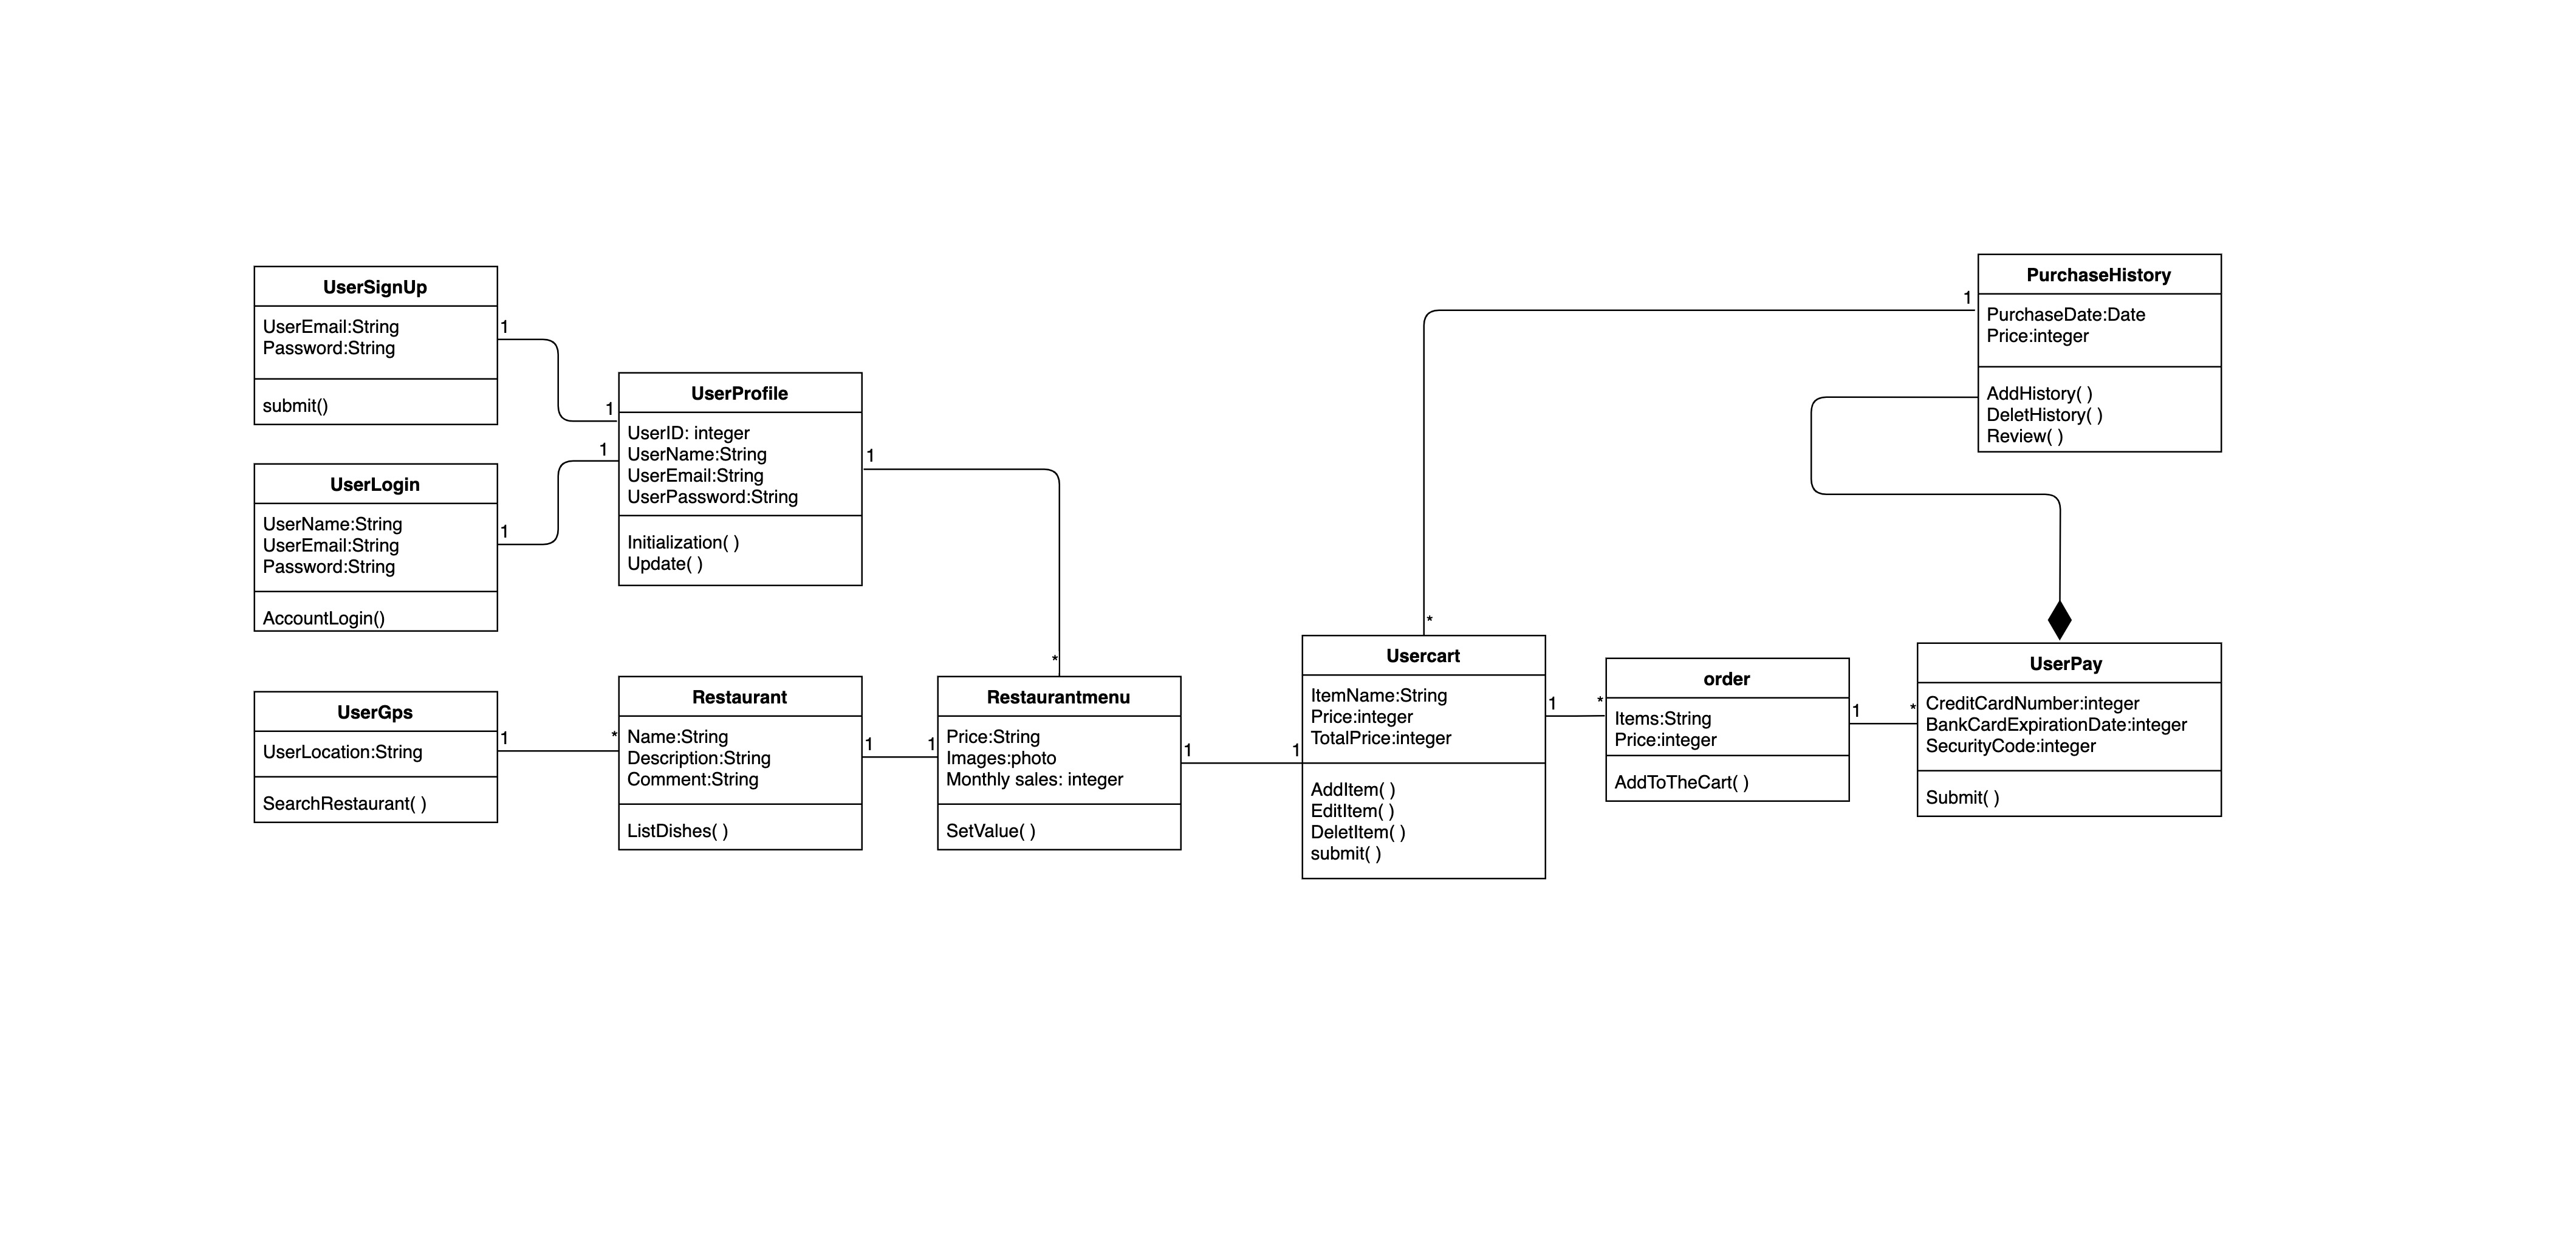 UserSignUp
UserEmail:String
Password:String
submit()
1
1
UserLogin
UserName:String
UserEmail:String
Password:String
AccountLogin()
1
1
UserProfile
UserID: integer
UserName:String
UserEmail:String
UserPassword:String
Initialization( )
Update( )
1
*
UserGps
UserLocation:String
SearchRestaurant( )
1
*
Restaurant
Name:String
Description:String
Comment:String
ListDishes( )
1
1
Restaurantmenu
Price:String
Images:photo
Monthly sales: integer
SetValue( )
1
1
Usercart
ItemName:String
Price:integer
TotalPrice:integer
AddItem( )
EditItem( )
DeletItem( )
submit( )
*
1
1
*
order
Items:String
Price:integer
AddToTheCart( )
1
*
UserPay
CreditCardNumber:integer
BankCardExpirationDate:integer
SecurityCode:integer
Submit( )
PurchaseHistory
PurchaseDate:Date
Price:integer
AddHistory( )
DeletHistory( )
Review( )